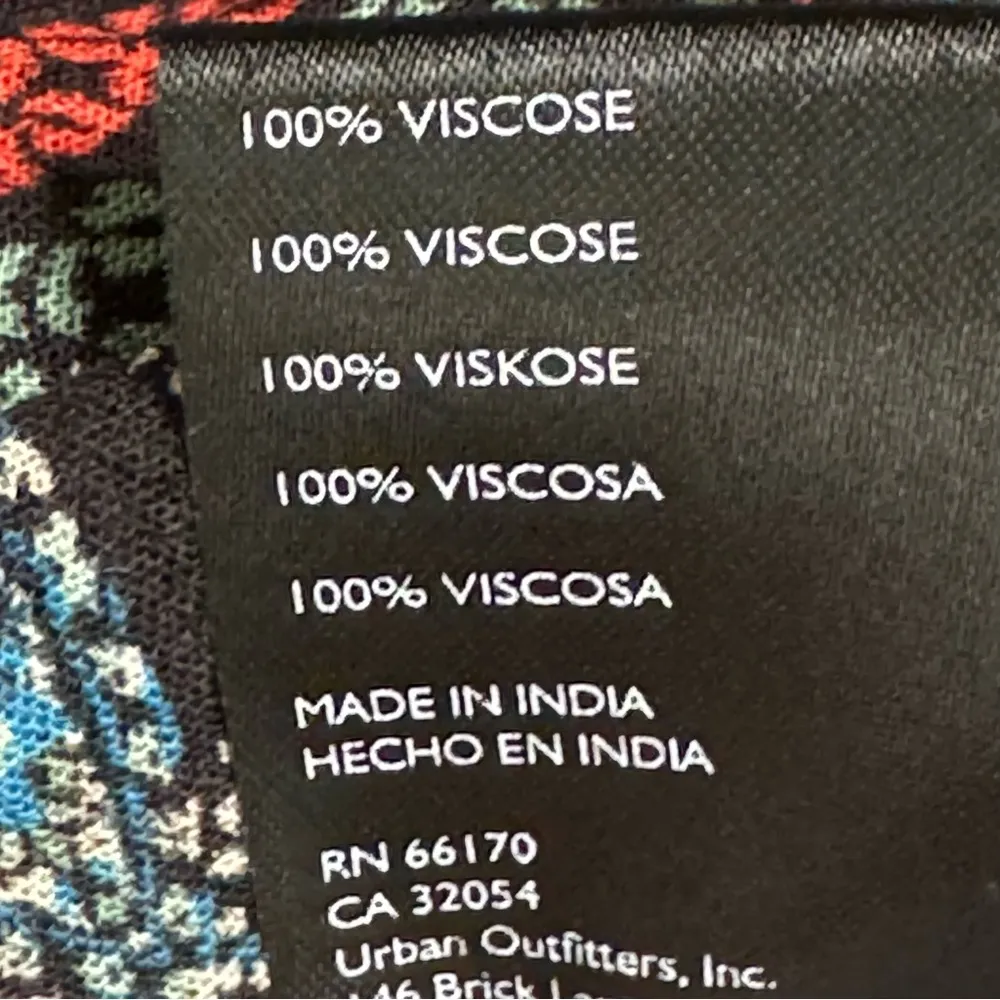 100% VISCOSE
100% VISCOSE
100% VISKOSE
100% VISCOSA
100% VISCOSA
MADE IN INDIA
HECHO EN INDIA
RN 66170
CA 32054
Urban Outfitters, Inc.
Brick